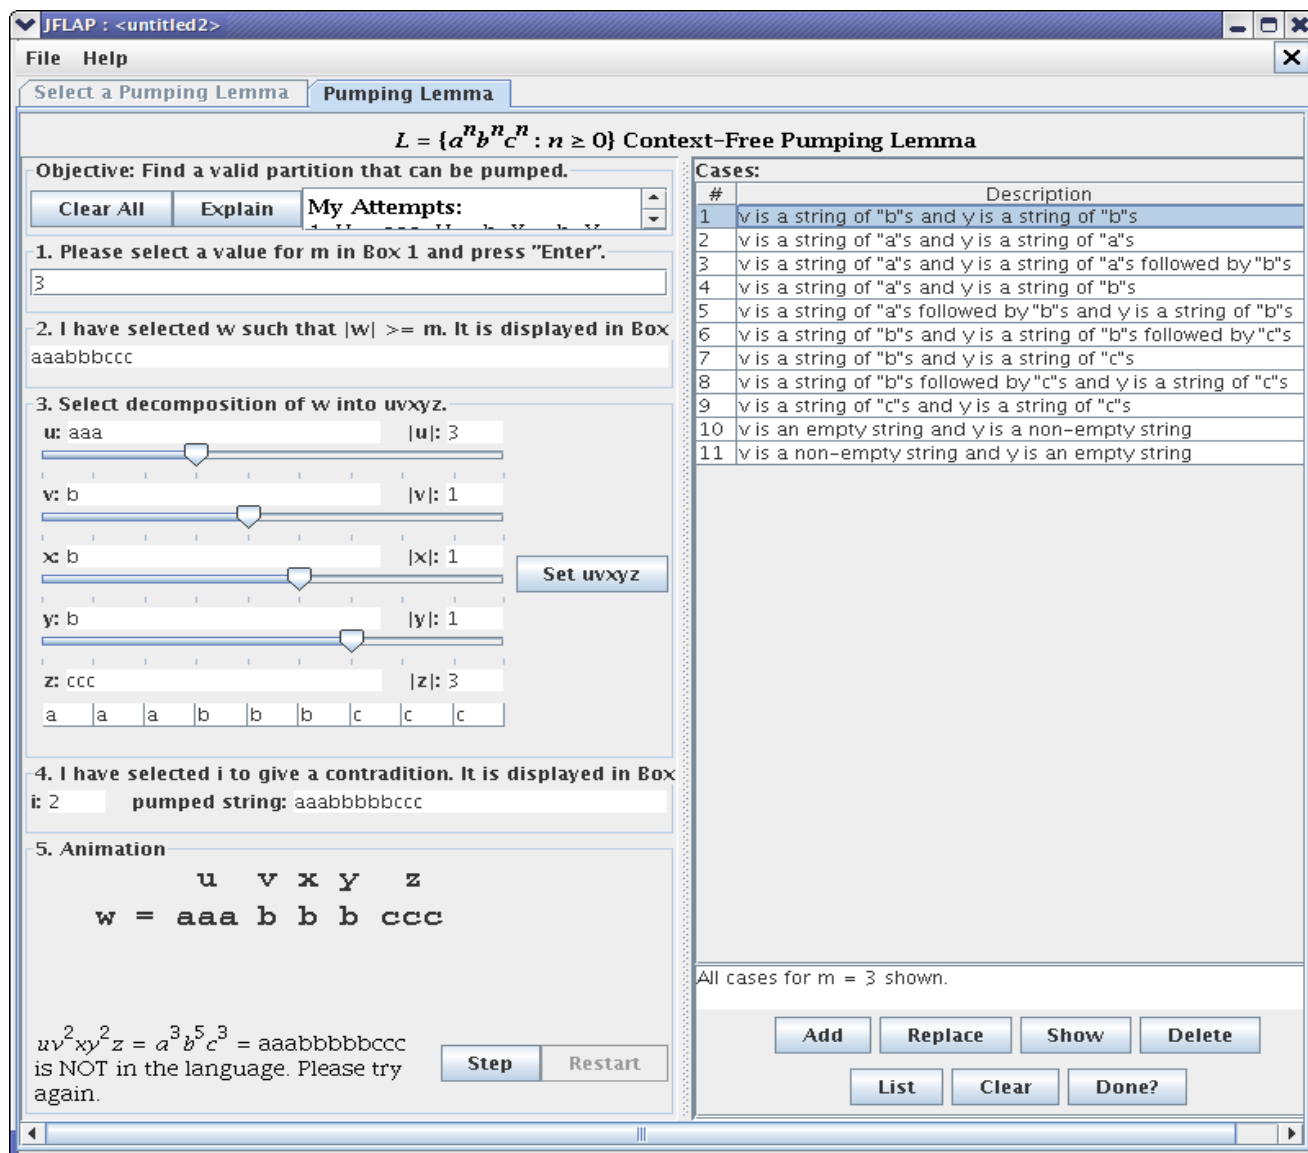 JFLAP : <untitled2>
File Help
Select a Pumping Lemma
Pumping Lemma
L = {aⁿbⁿcⁿ : n ≥ 0} Context-Free Pumping Lemma
Objective: Find a valid partition that can be pumped.
Clear All
Explain
My Attempts:
1. Please select a value for m in Box 1 and press "Enter".
3
2. I have selected w such that |w| >= m. It is displayed in Box
aaabbbccc
3. Select decomposition of w into uvxyz.
u: aaa |u|: 3
v: b |v|: 1
x: b |x|: 1
Set uvxyz
y: b |y|: 1
z: ccc |z|: 3
a a a b b b c c c
4. I have selected i to give a contradition. It is displayed in Box
i: 2 pumped string: aaabbbbbccc
5. Animation
u v x y z
w = aaa b b b ccc
uv²xy²z = a³b⁵c³ = aaabbbbbccc
is NOT in the language. Please try
again.
Step
Restart
Cases:
# Description
1 v is a string of "b"s and y is a string of "b"s
2 v is a string of "a"s and y is a string of "a"s
3 v is a string of "a"s and y is a string of "a"s followed by "b"s
4 v is a string of "a"s and y is a string of "b"s
5 v is a string of "a"s followed by "b"s and y is a string of "b"s
6 v is a string of "b"s and y is a string of "b"s followed by "c"s
7 v is a string of "b"s and y is a string of "c"s
8 v is a string of "b"s followed by "c"s and y is a string of "c"s
9 v is a string of "c"s and y is a string of "c"s
10 v is an empty string and y is a non-empty string
11 v is a non-empty string and y is an empty string
All cases for m = 3 shown.
Add
Replace
Show
Delete
List
Clear
Done?